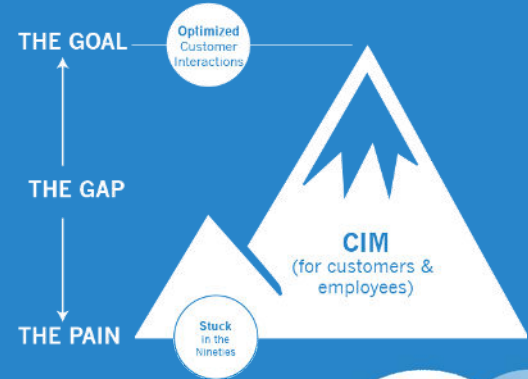 THE GOAL
Optimized
Customer
Interactions
THE GAP
CIM
(for customers &
employees)
THE PAIN
Stuck
in the
Nineties